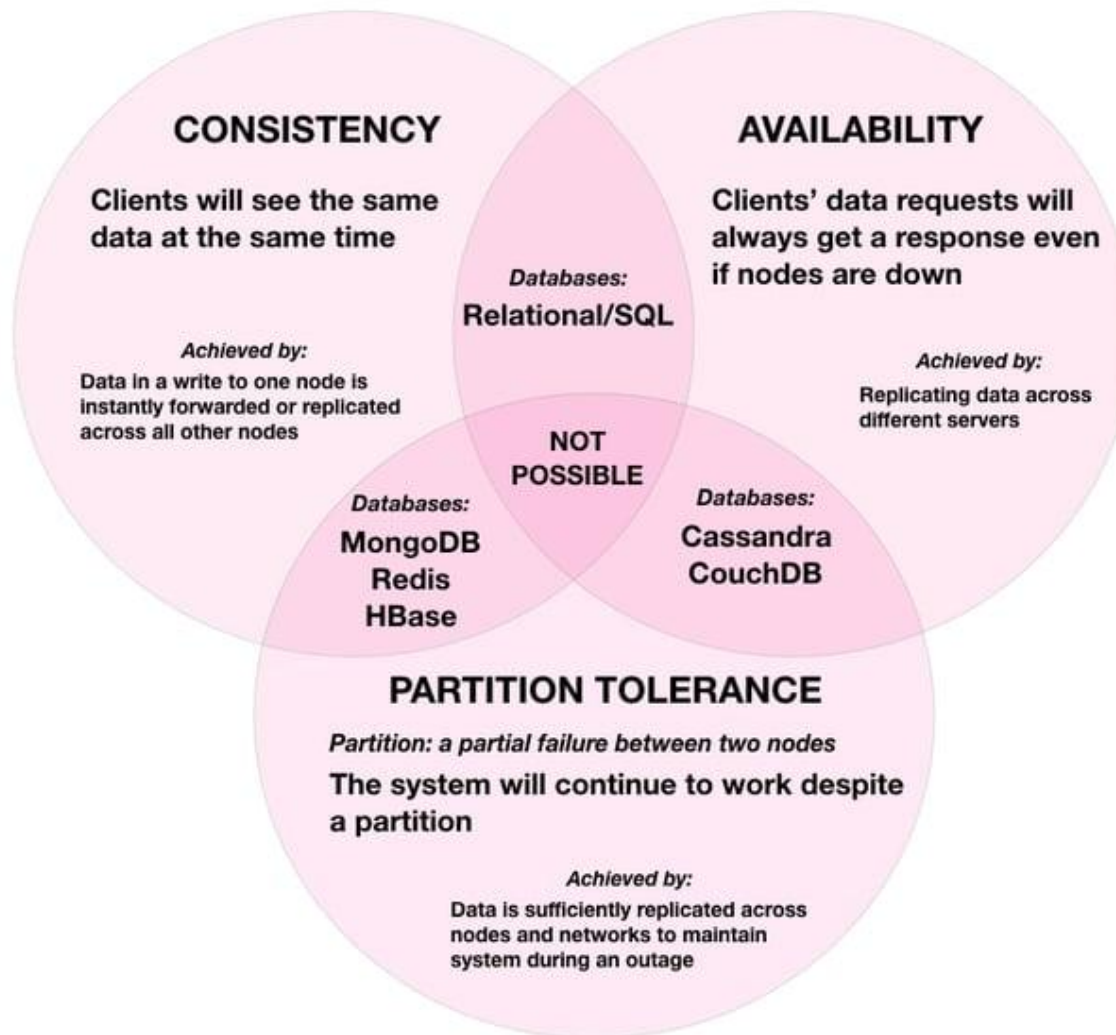 CONSISTENCY
Clients will see the same
data at the same time
Achieved by:
Data in a write to one node is
instantly forwarded or replicated
across all other nodes
AVAILABILITY
Clients’ data requests will
always get a response even
if nodes are down
Achieved by:
Replicating data across
different servers
Databases:
Relational/SQL
NOT
POSSIBLE
Databases:
MongoDB
Redis
HBase
Databases:
Cassandra
CouchDB
PARTITION TOLERANCE
Partition: a partial failure between two nodes
The system will continue to work despite
a partition
Achieved by:
Data is sufficiently replicated across
nodes and networks to maintain
system during an outage